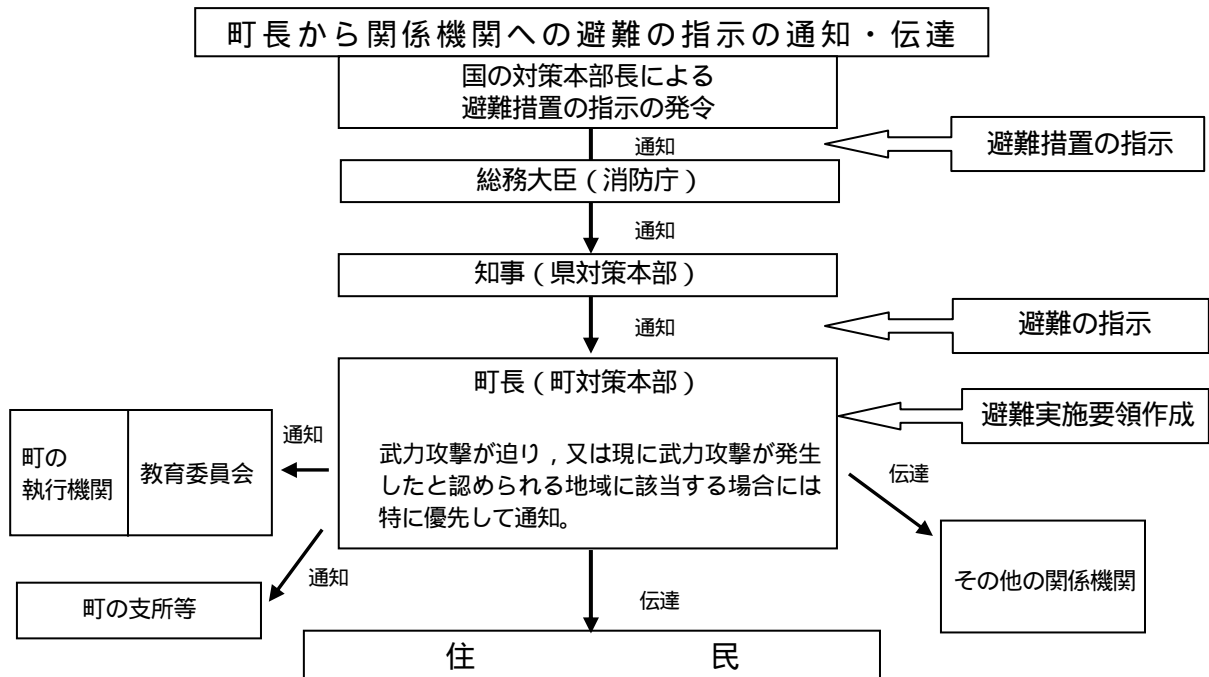 町長から関係機関への避難の指示の通知・伝達
国の対策本部長による
避難措置の指示の発令
通知
避難措置の指示
総務大臣（消防庁）
通知
知事（県対策本部）
通知
避難の指示
町長（町対策本部）
避難実施要領作成
武力攻撃が迫り，又は現に武力攻撃が発生
したと認められる地域に該当する場合には
特に優先して通知。
通知
町の
執行機関
教育委員会
伝達
その他の関係機関
通知
町の支所等
伝達
住民